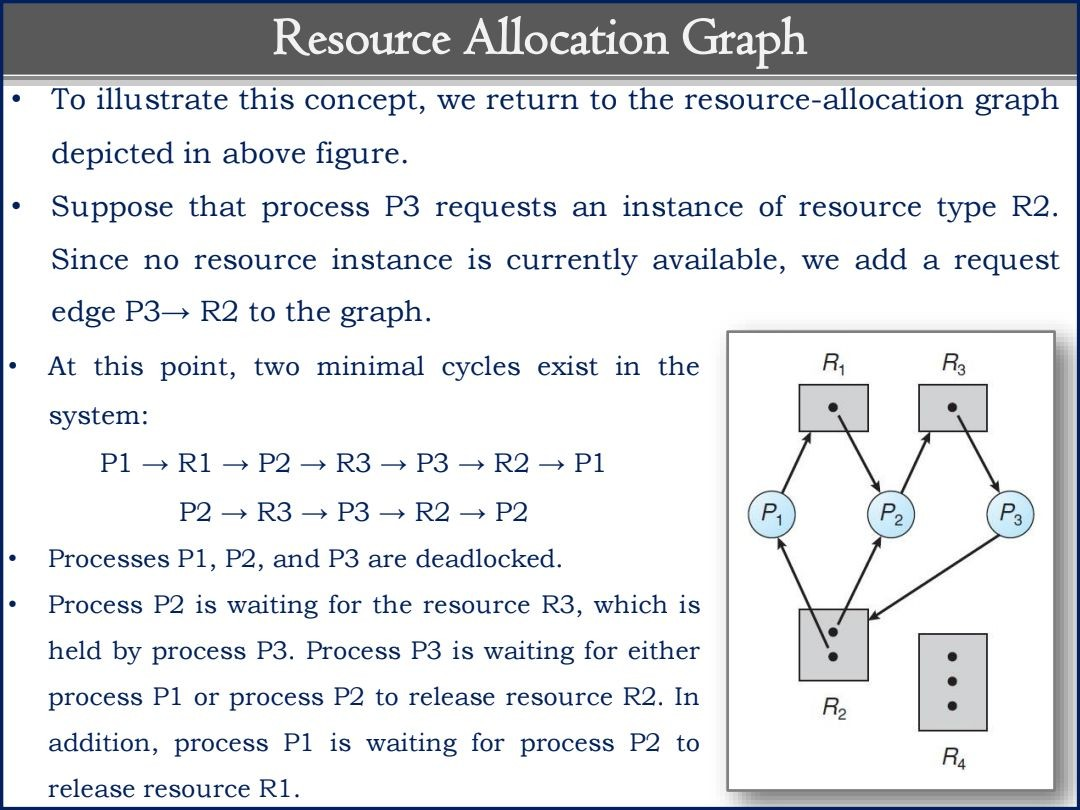 Resource Allocation Graph
• To illustrate this concept, we return to the resource-allocation graph
depicted in above figure.
• Suppose that process P3 requests an instance of resource type R2.
Since no resource instance is currently available, we add a request
edge P3→ R2 to the graph.
• At this point, two minimal cycles exist in the
system:
P1 → R1 → P2 → R3 → P3 → R2 → P1
P2 → R3 → P3 → R2 → P2
• Processes P1, P2, and P3 are deadlocked.
• Process P2 is waiting for the resource R3, which is
held by process P3. Process P3 is waiting for either
process P1 or process P2 to release resource R2. In
addition, process P1 is waiting for process P2 to
release resource R1.
R₁ R₃
P₁ P₂ P₃
R₂
R₄